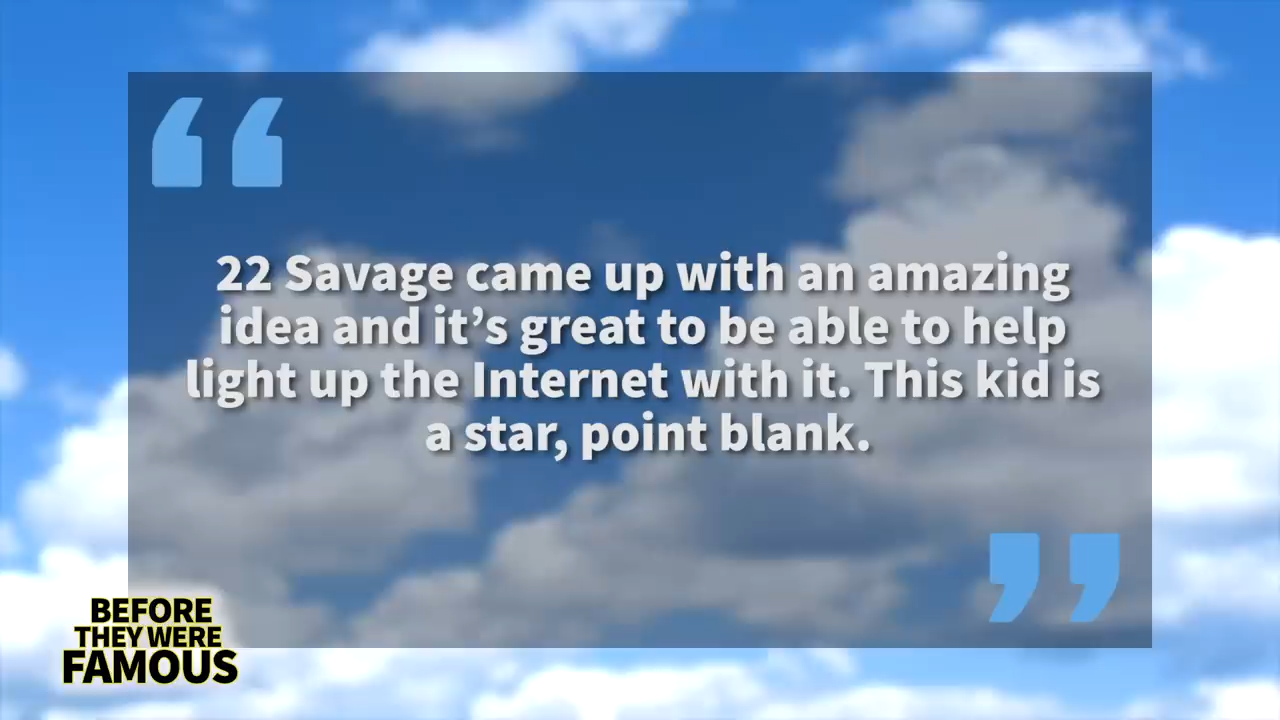 22 Savage came up with an amazing
idea and it’s great to be able to help
light up the Internet with it. This kid is
a star, point blank.
BEFORE
THEY WERE
FAMOUS